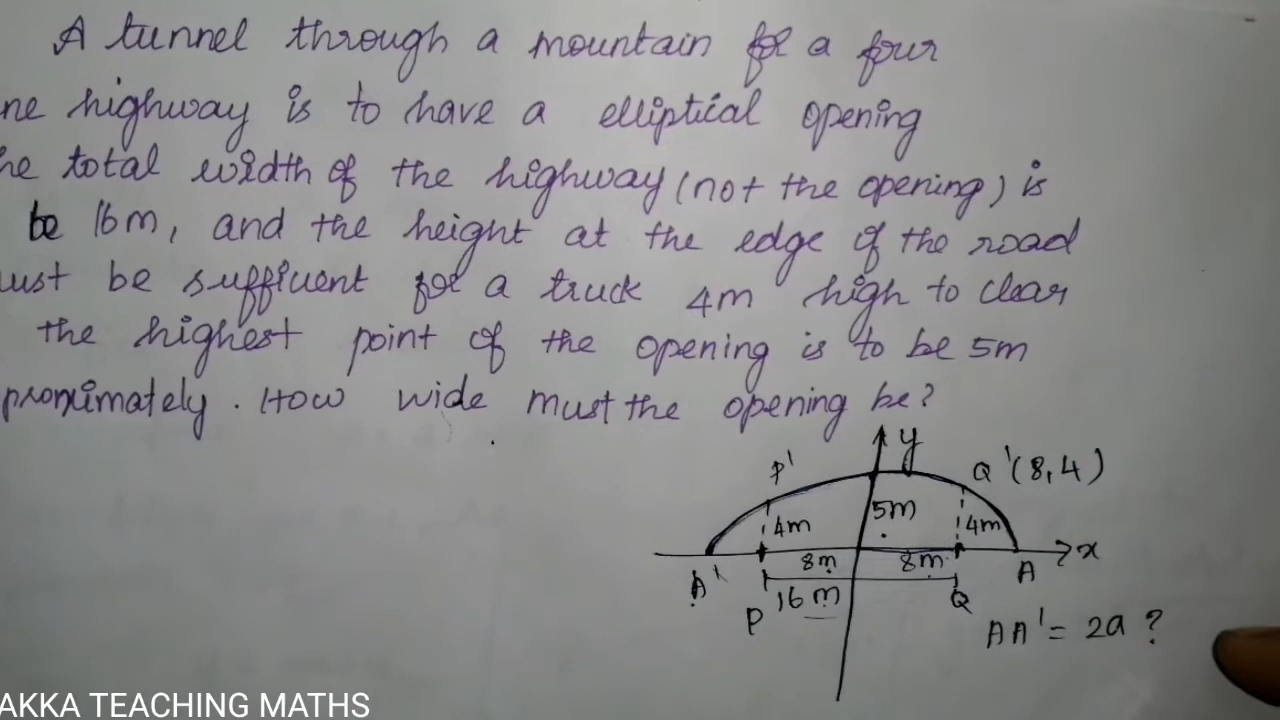 A tunnel through a mountain for a four
ne highway is to have a elliptical opening
he total width of the highway (not the opening) is
be 16m, and the height at the edge of the road
ust be sufficent for a truck 4m high to clear
the highest point of the opening is to be 5m
proximately. How wide must the opening be?
y
P' Q'(8,4)
5m
4m 4m
x
8m 8m
A' A
16 m
P Q
AA' = 2a ?
AKKA TEACHING MATHS